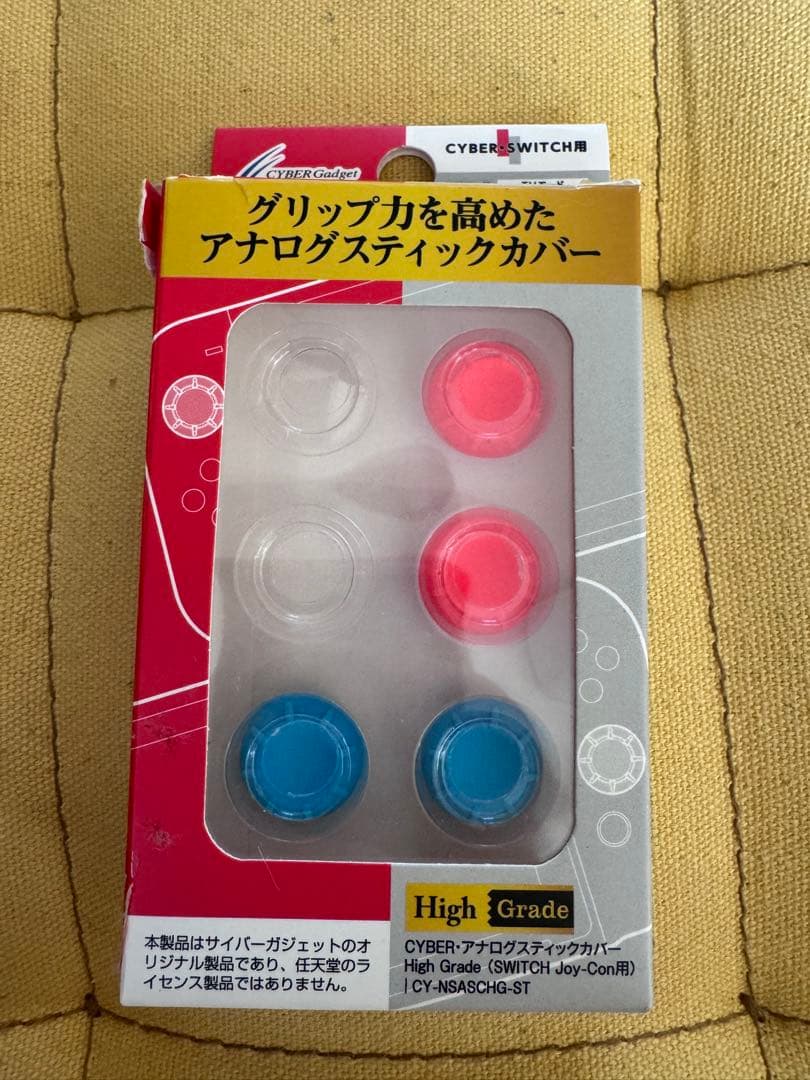 CYBER Gadget
CYBER・SWITCH用
グリップ力を高めた
アナログスティックカバー
High Grade
CYBER・アナログスティックカバー
High Grade（SWITCH Joy-Con用）
| CY-NSASCHG-ST
本製品はサイバーガジェットのオ
リジナル製品であり、任天堂のラ
イセンス製品ではありません。